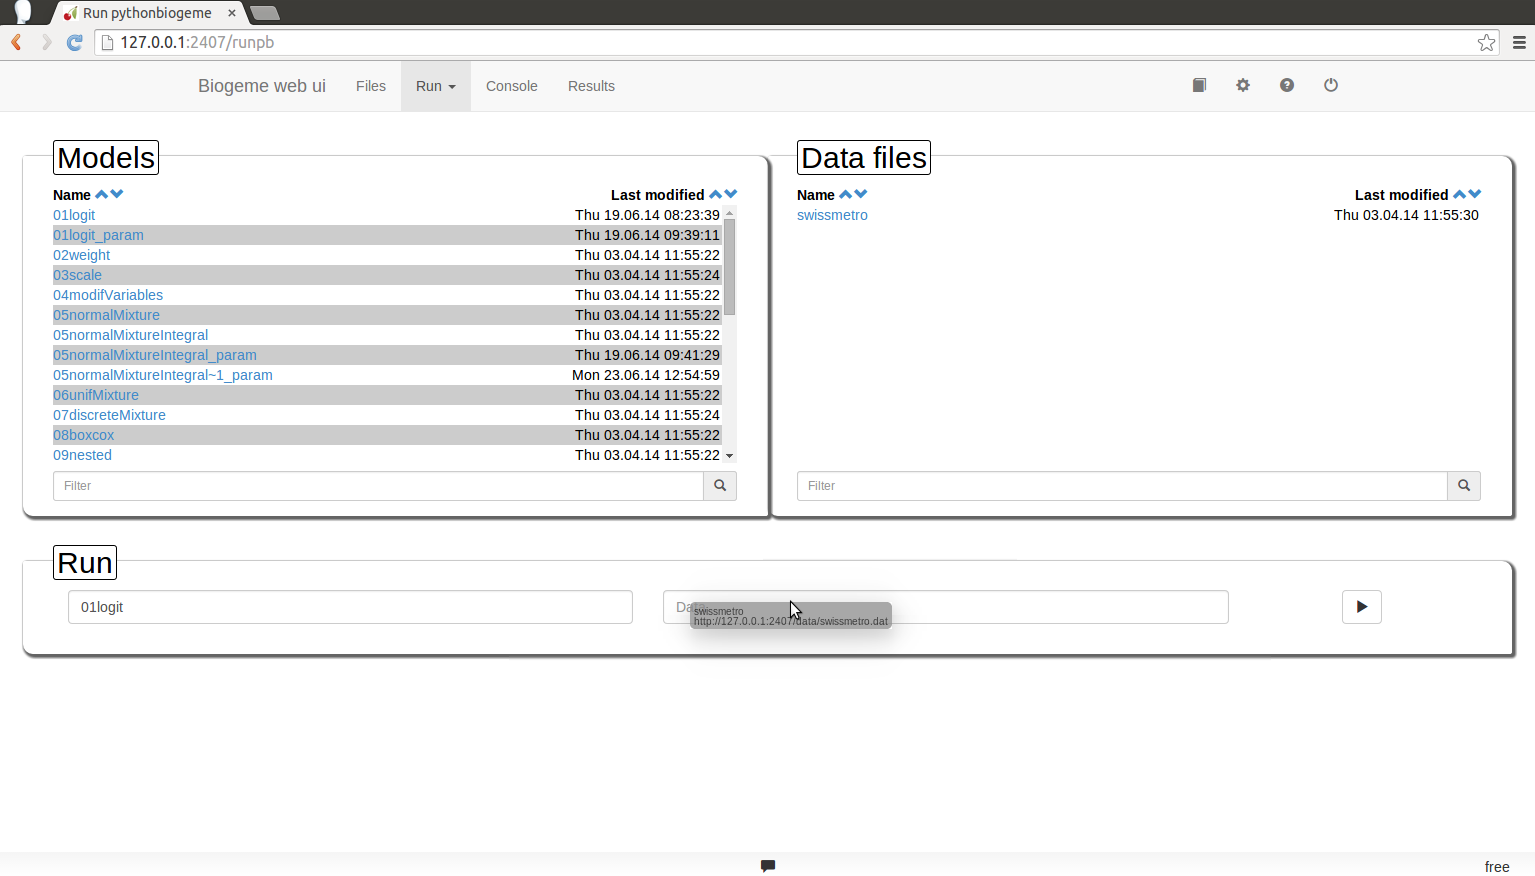 Run pythonbiogeme ×
127.0.0.1:2407/runpb
Biogeme web ui Files Run Console Results
Models
Name Last modified
01logit Thu 19.06.14 08:23:39
01logit_param Thu 19.06.14 09:39:11
02weight Thu 03.04.14 11:55:22
03scale Thu 03.04.14 11:55:24
04modifVariables Thu 03.04.14 11:55:22
05normalMixture Thu 03.04.14 11:55:22
05normalMixtureIntegral Thu 03.04.14 11:55:22
05normalMixtureIntegral_param Thu 19.06.14 09:41:29
05normalMixtureIntegral~1_param Mon 23.06.14 12:54:59
06unifMixture Thu 03.04.14 11:55:22
07discreteMixture Thu 03.04.14 11:55:24
08boxcox Thu 03.04.14 11:55:22
09nested Thu 03.04.14 11:55:22
Filter
Data files
Name Last modified
swissmetro Thu 03.04.14 11:55:30
Filter
Run
01logit
swissmetro
http://127.0.0.1:2407/data/swissmetro.dat
free